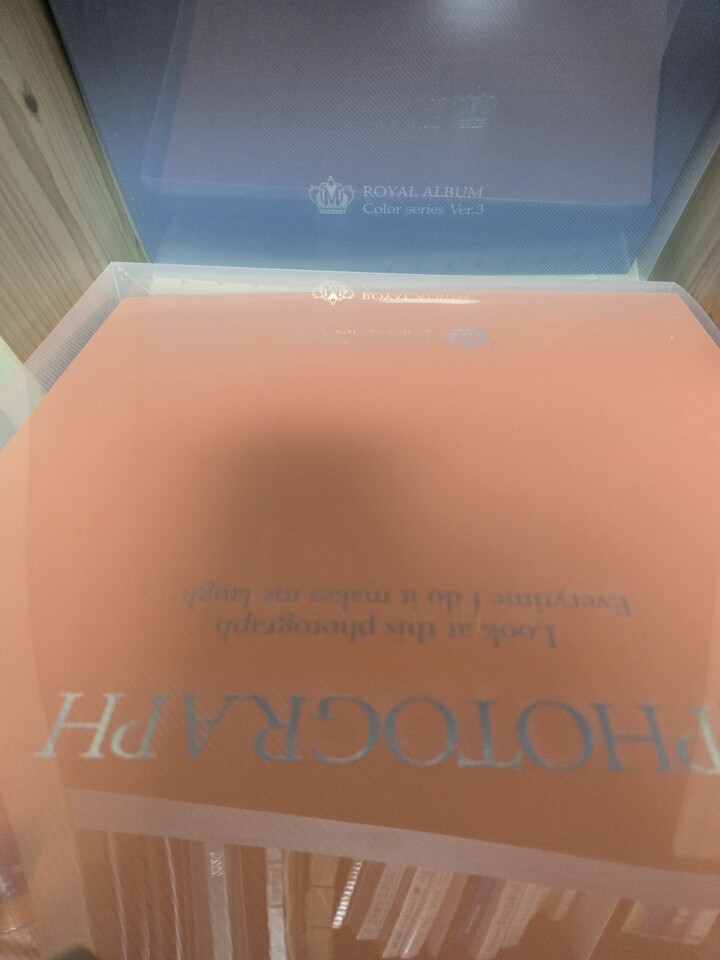 M
ROYAL ALBUM
Color series Ver.3
PHOTOGRAPH
Look at this photograph
Everytime I do it makes me laugh